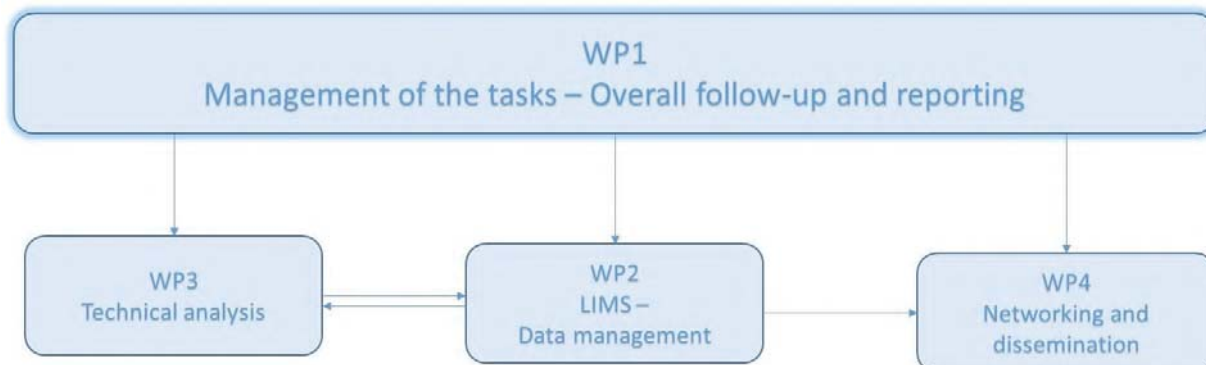 WP1
Management of the tasks – Overall follow-up and reporting
WP3
Technical analysis
WP2
LIMS –
Data management
WP4
Networking and
dissemination